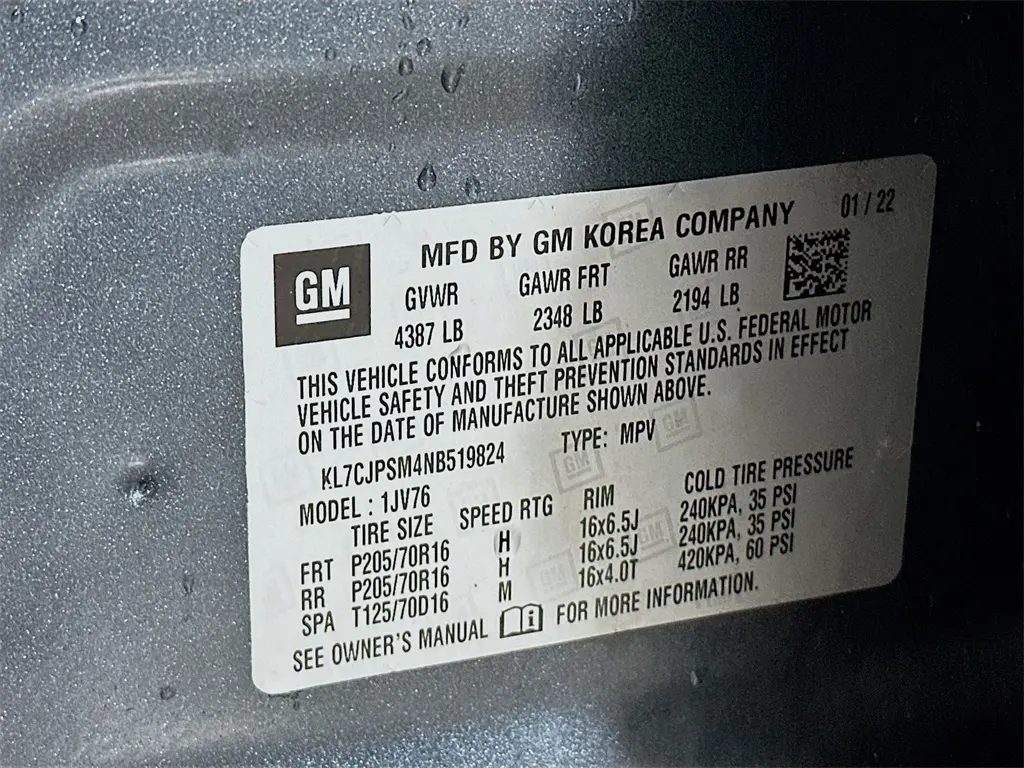 GM
MFD BY GM KOREA COMPANY 01 / 22
GVWR GAWR FRT GAWR RR
4387 LB 2348 LB 2194 LB
THIS VEHICLE CONFORMS TO ALL APPLICABLE U.S. FEDERAL MOTOR
VEHICLE SAFETY AND THEFT PREVENTION STANDARDS IN EFFECT
ON THE DATE OF MANUFACTURE SHOWN ABOVE.
KL7CJPSM4NB519824 TYPE: MPV
MODEL : 1JV76
TIRE SIZE SPEED RTG RIM COLD TIRE PRESSURE
FRT P205/70R16 H 16x6.5J 240KPA, 35 PSI
RR P205/70R16 H 16x6.5J 240KPA, 35 PSI
SPA T125/70D16 M 16x4.0T 420KPA, 60 PSI
SEE OWNER'S MANUAL i FOR MORE INFORMATION.